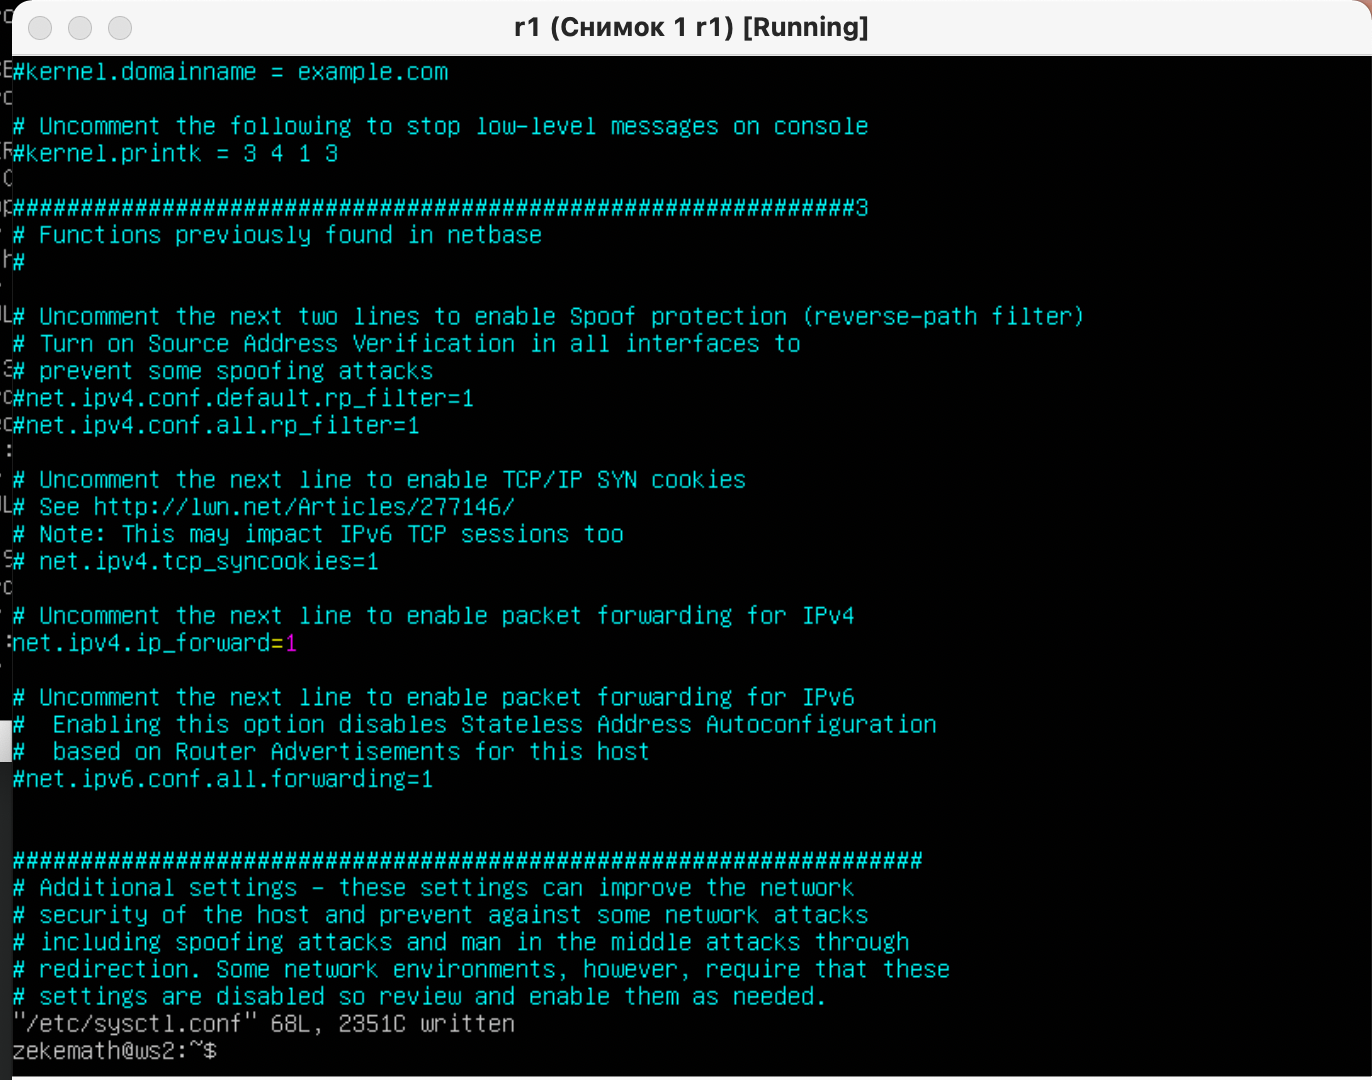 r1 (Снимок 1 r1) [Running]
#kernel.domainname = example.com
# Uncomment the following to stop low-level messages on console
#kernel.printk = 3 4 1 3
##############################################################3
# Functions previously found in netbase
#
# Uncomment the next two lines to enable Spoof protection (reverse-path filter)
# Turn on Source Address Verification in all interfaces to
# prevent some spoofing attacks
#net.ipv4.conf.default.rp_filter=1
#net.ipv4.conf.all.rp_filter=1
# Uncomment the next line to enable TCP/IP SYN cookies
# See http://lwn.net/Articles/277146/
# Note: This may impact IPv6 TCP sessions too
# net.ipv4.tcp_syncookies=1
# Uncomment the next line to enable packet forwarding for IPv4
net.ipv4.ip_forward=1
# Uncomment the next line to enable packet forwarding for IPv6
#  Enabling this option disables Stateless Address Autoconfiguration
#  based on Router Advertisements for this host
#net.ipv6.conf.all.forwarding=1
###################################################################
# Additional settings - these settings can improve the network
# security of the host and prevent against some network attacks
# including spoofing attacks and man in the middle attacks through
# redirection. Some network environments, however, require that these
# settings are disabled so review and enable them as needed.
"/etc/sysctl.conf" 68L, 2351C written
zekemath@ws2:~$